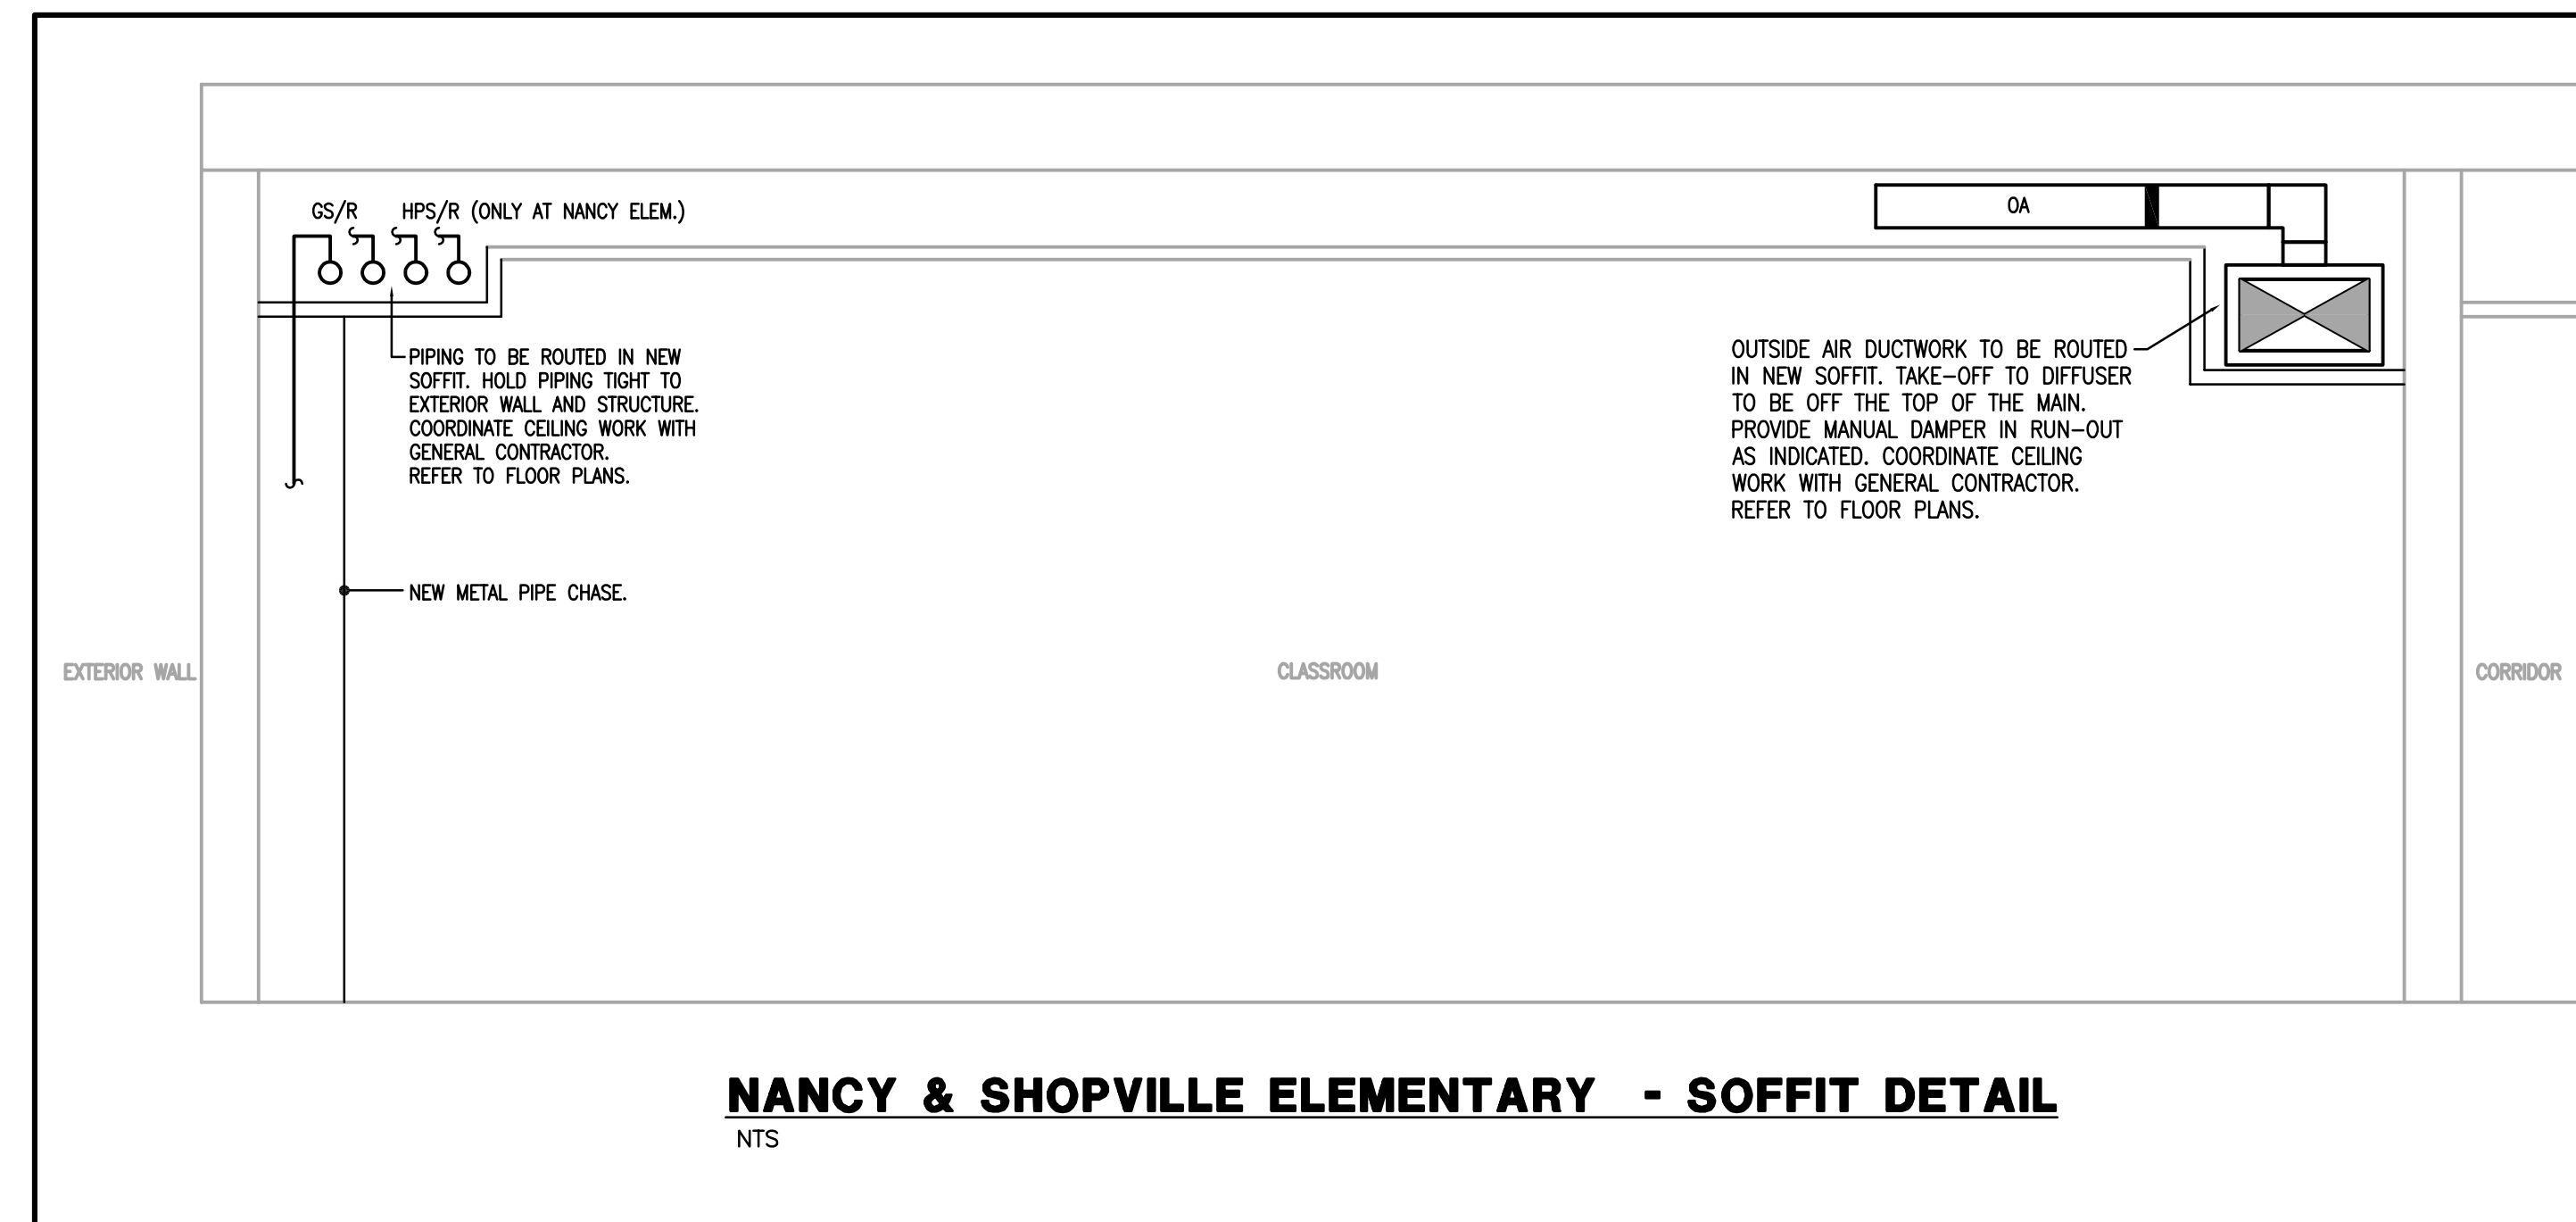 GS/R HPS/R (ONLY AT NANCY ELEM.)
OA
PIPING TO BE ROUTED IN NEW
SOFFIT. HOLD PIPING TIGHT TO
EXTERIOR WALL AND STRUCTURE.
COORDINATE CEILING WORK WITH
GENERAL CONTRACTOR.
REFER TO FLOOR PLANS.
OUTSIDE AIR DUCTWORK TO BE ROUTED
IN NEW SOFFIT. TAKE-OFF TO DIFFUSER
TO BE OFF THE TOP OF THE MAIN.
PROVIDE MANUAL DAMPER IN RUN-OUT
AS INDICATED. COORDINATE CEILING
WORK WITH GENERAL CONTRACTOR.
REFER TO FLOOR PLANS.
NEW METAL PIPE CHASE.
EXTERIOR WALL
CLASSROOM
CORRIDOR
NANCY & SHOPVILLE ELEMENTARY - SOFFIT DETAIL
NTS